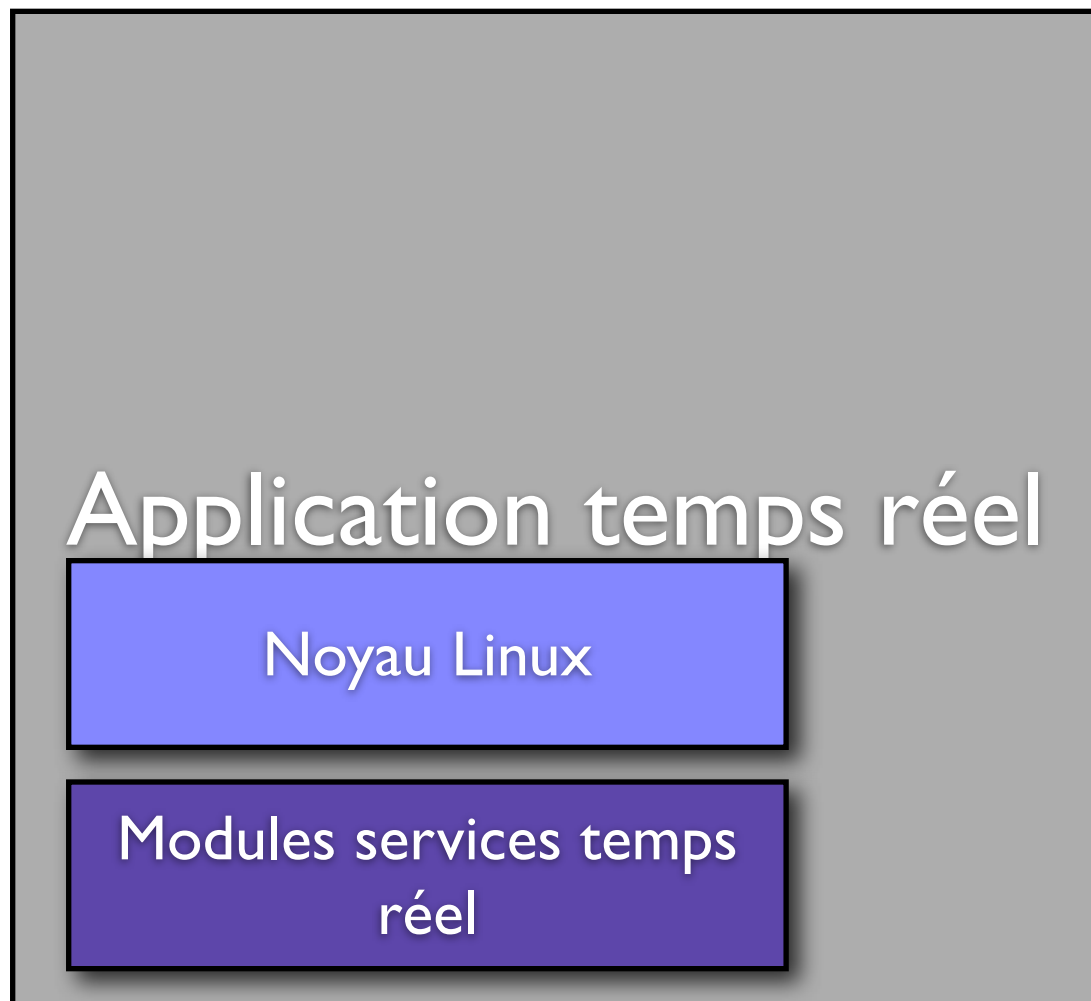 Application temps réel
Noyau Linux
Modules services temps
réel